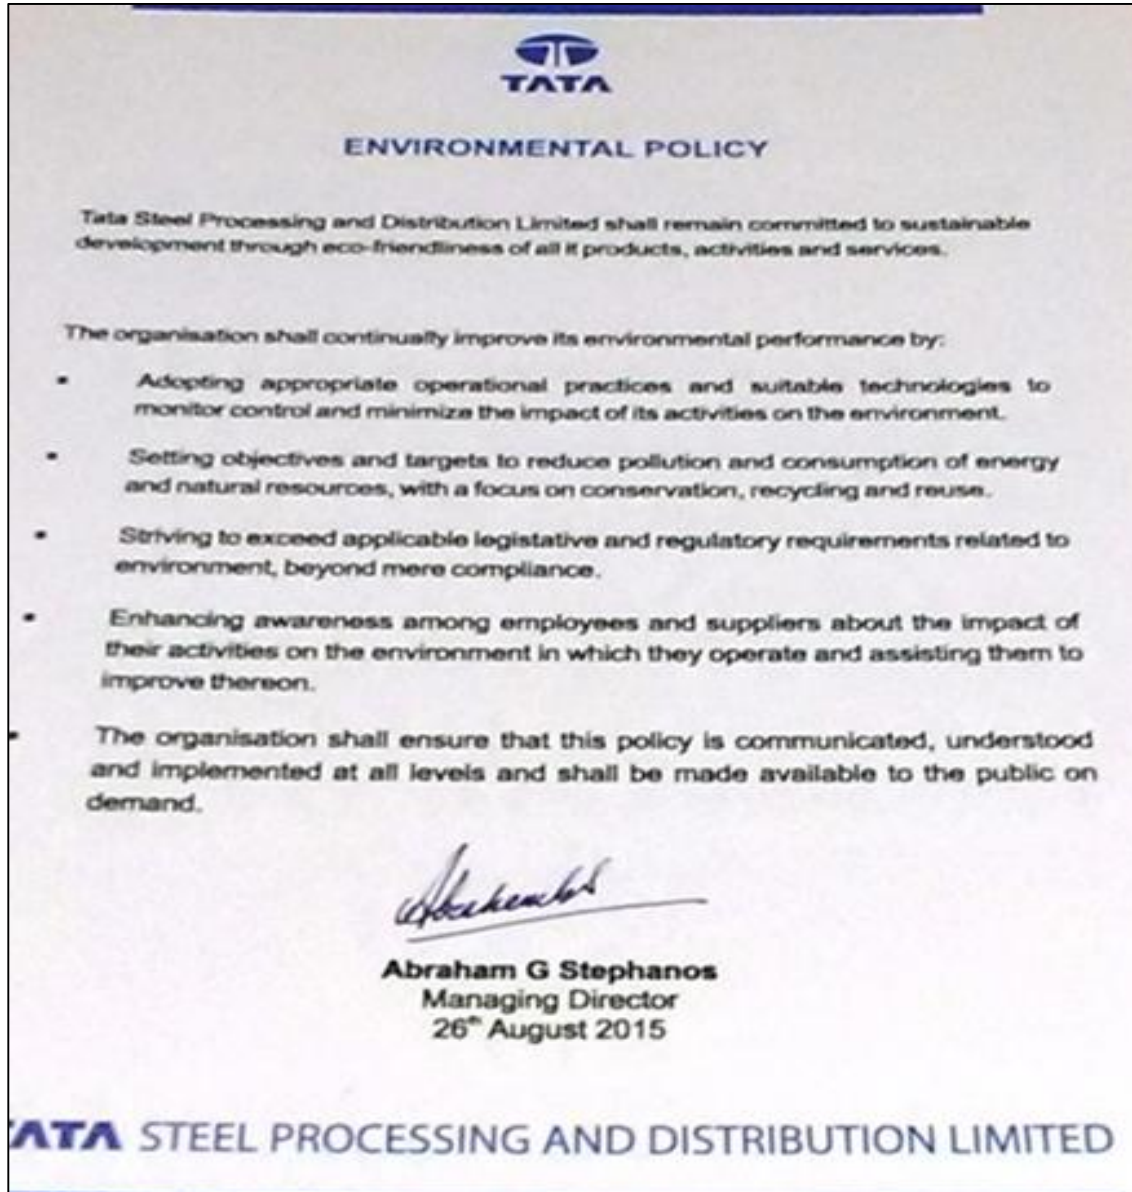 TATA
ENVIRONMENTAL POLICY
Tata Steel Processing and Distribution Limited shall remain committed to sustainable
development through eco-friendliness of all it products, activities and services.
The organisation shall continually improve its environmental performance by:
• Adopting appropriate operational practices and suitable technologies to
monitor control and minimize the impact of its activities on the environment.
• Setting objectives and targets to reduce pollution and consumption of energy
and natural resources, with a focus on conservation, recycling and reuse.
• Striving to exceed applicable legistative and regulatory requirements related to
environment, beyond mere compliance.
• Enhancing awareness among employees and suppliers about the impact of
their activities on the environment in which they operate and assisting them to
improve thereon.
• The organisation shall ensure that this policy is communicated, understood
and implemented at all levels and shall be made available to the public on
demand.
Abraham G Stephanos
Managing Director
26th August 2015
TATA STEEL PROCESSING AND DISTRIBUTION LIMITED